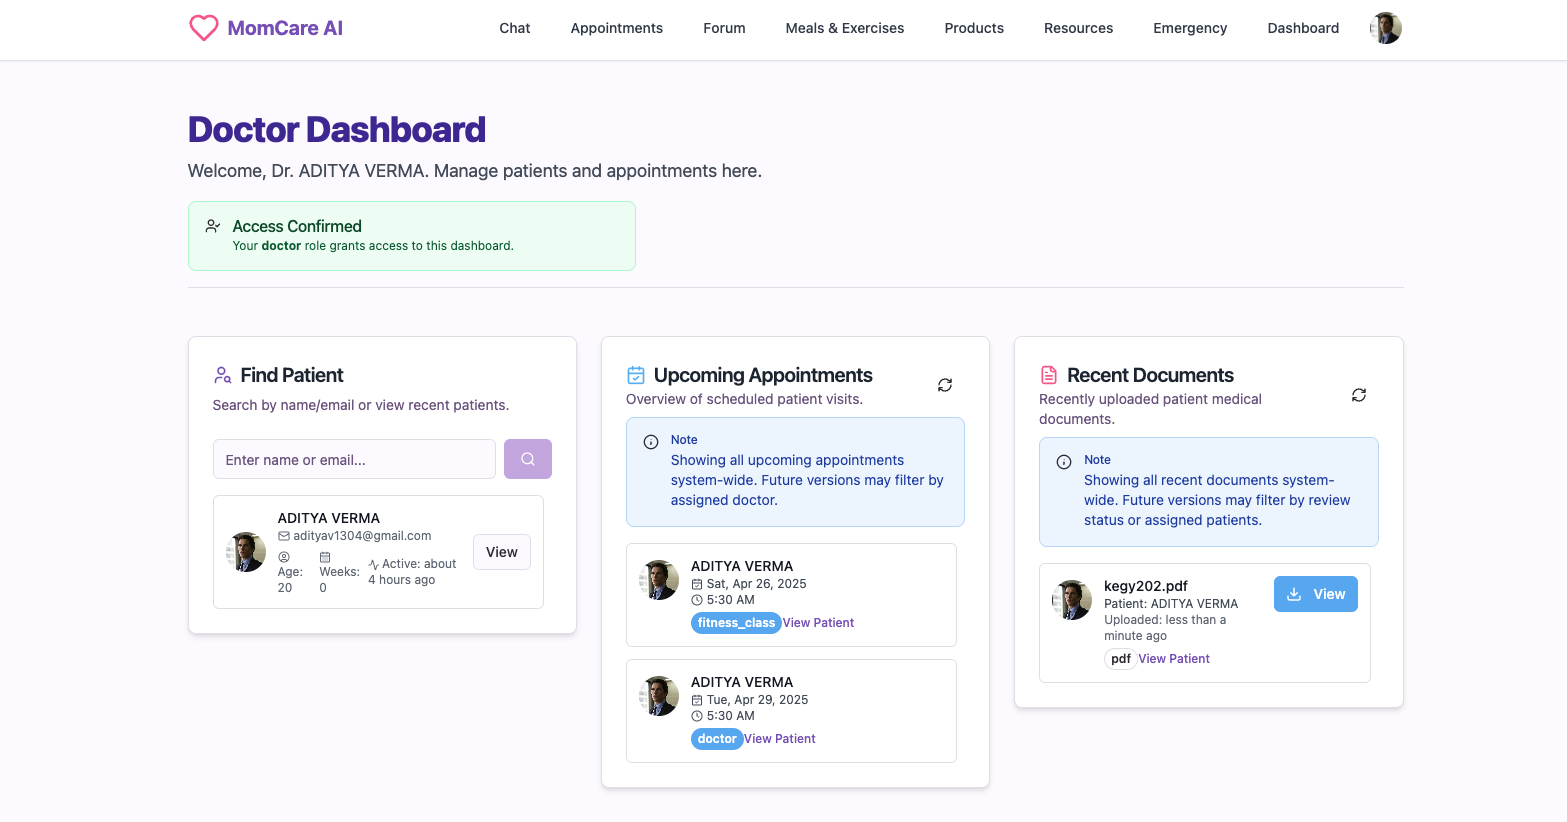 MomCare AI
Chat Appointments Forum Meals & Exercises Products Resources Emergency Dashboard
Doctor Dashboard
Welcome, Dr. ADITYA VERMA. Manage patients and appointments here.
Access Confirmed
Your doctor role grants access to this dashboard.
Find Patient
Search by name/email or view recent patients.
Enter name or email...
ADITYA VERMA
adityav1304@gmail.com
Age:
20
Weeks:
0
Active: about
4 hours ago
View
Upcoming Appointments
Overview of scheduled patient visits.
Note
Showing all upcoming appointments
system-wide. Future versions may filter by
assigned doctor.
ADITYA VERMA
Sat, Apr 26, 2025
5:30 AM
fitness_class View Patient
ADITYA VERMA
Tue, Apr 29, 2025
5:30 AM
doctor View Patient
Recent Documents
Recently uploaded patient medical
documents.
Note
Showing all recent documents system-
wide. Future versions may filter by review
status or assigned patients.
kegy202.pdf
Patient: ADITYA VERMA
Uploaded: less than a
minute ago
pdf View Patient
View